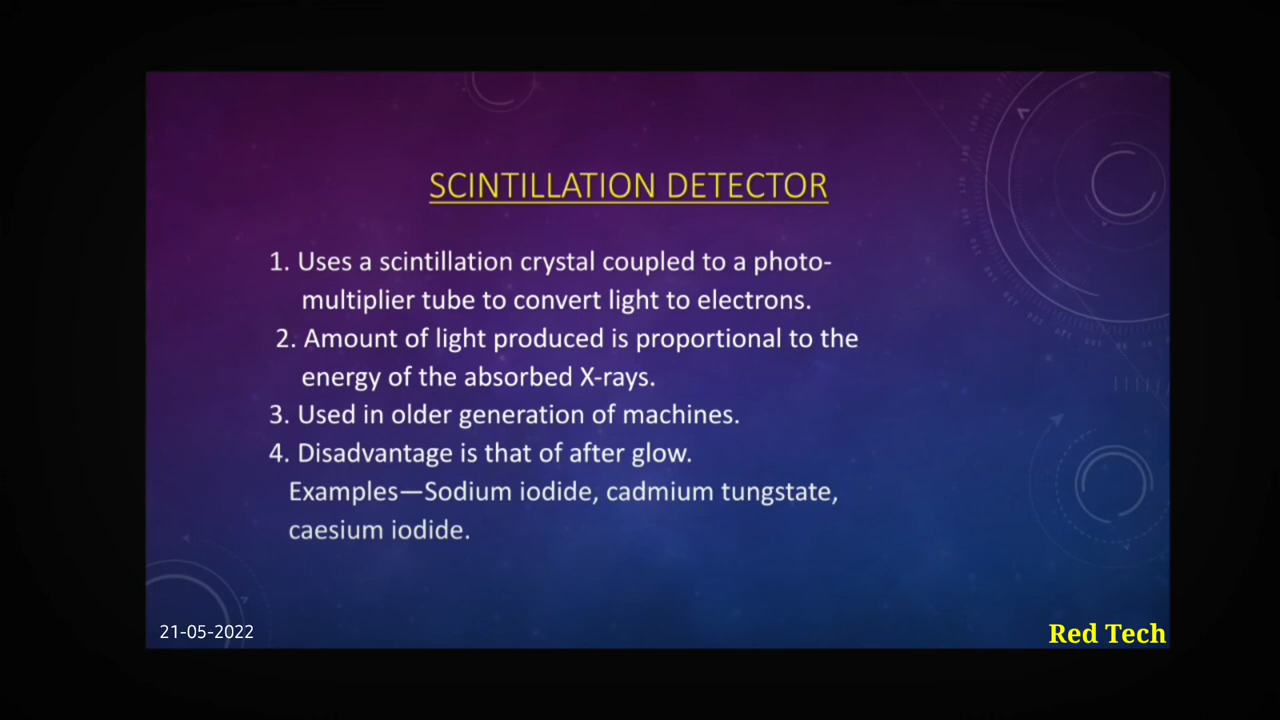 SCINTILLATION DETECTOR
1. Uses a scintillation crystal coupled to a photo-
multiplier tube to convert light to electrons.
2. Amount of light produced is proportional to the
energy of the absorbed X-rays.
3. Used in older generation of machines.
4. Disadvantage is that of after glow.
Examples—Sodium iodide, cadmium tungstate,
caesium iodide.
21-05-2022
Red Tech